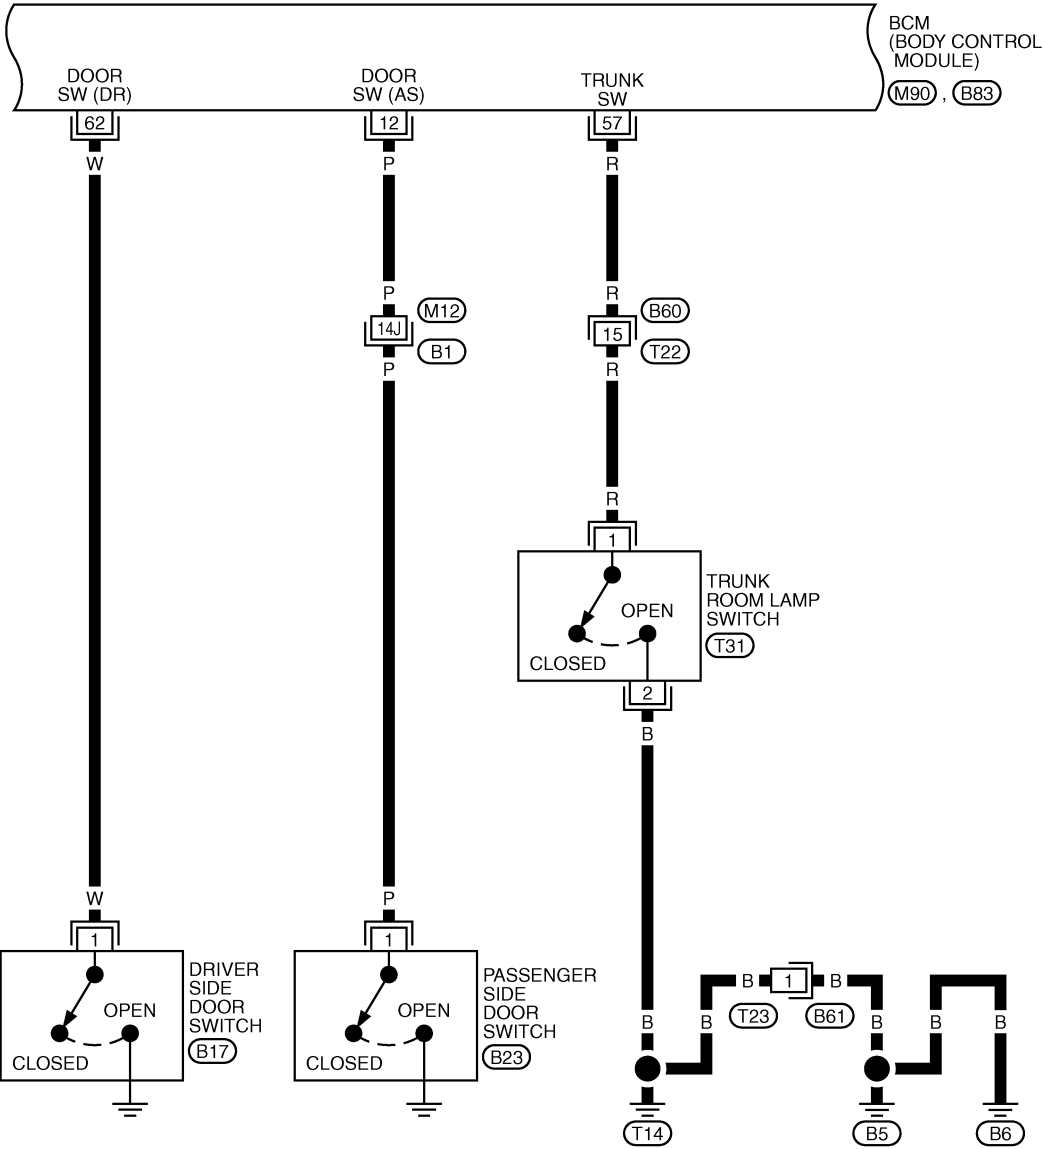 BCM
(BODY CONTROL
MODULE)
M90 , B83
DOOR
SW (DR)
DOOR
SW (AS)
TRUNK
SW
62
12
57
W
P
R
P
R
M12
B60
14J
15
B1
T22
P
R
R
1
TRUNK
ROOM LAMP
SWITCH
T31
OPEN
CLOSED
2
B
W
P
1
1
DRIVER
SIDE
DOOR
SWITCH
B17
OPEN
CLOSED
PASSENGER
SIDE
DOOR
SWITCH
B23
OPEN
CLOSED
B
1
B
T23
B61
B
B
B
B
B
T14
B5
B6